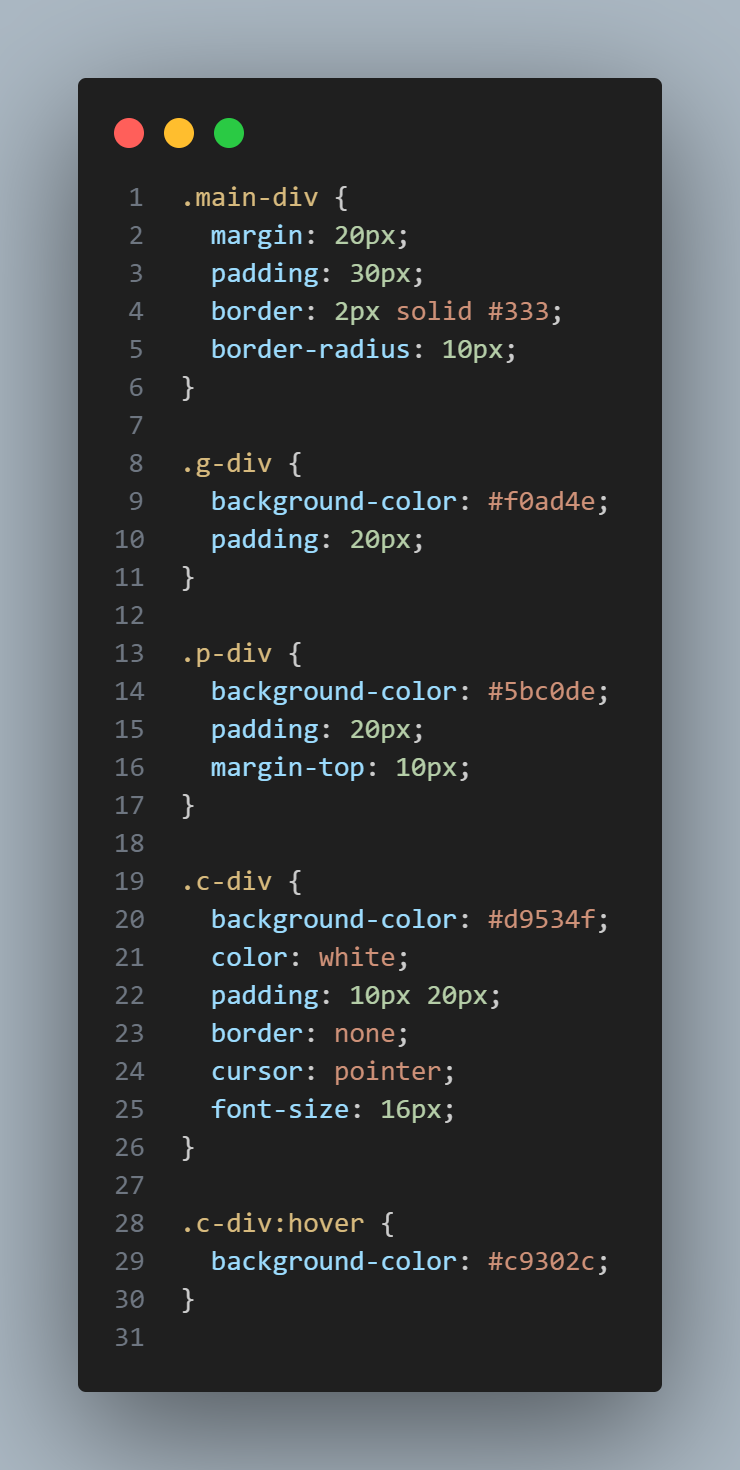 1 .main-div {
2   margin: 20px;
3   padding: 30px;
4   border: 2px solid #333;
5   border-radius: 10px;
6 }
7
8 .g-div {
9   background-color: #f0ad4e;
10   padding: 20px;
11 }
12
13 .p-div {
14   background-color: #5bc0de;
15   padding: 20px;
16   margin-top: 10px;
17 }
18
19 .c-div {
20   background-color: #d9534f;
21   color: white;
22   padding: 10px 20px;
23   border: none;
24   cursor: pointer;
25   font-size: 16px;
26 }
27
28 .c-div:hover {
29   background-color: #c9302c;
30 }
31